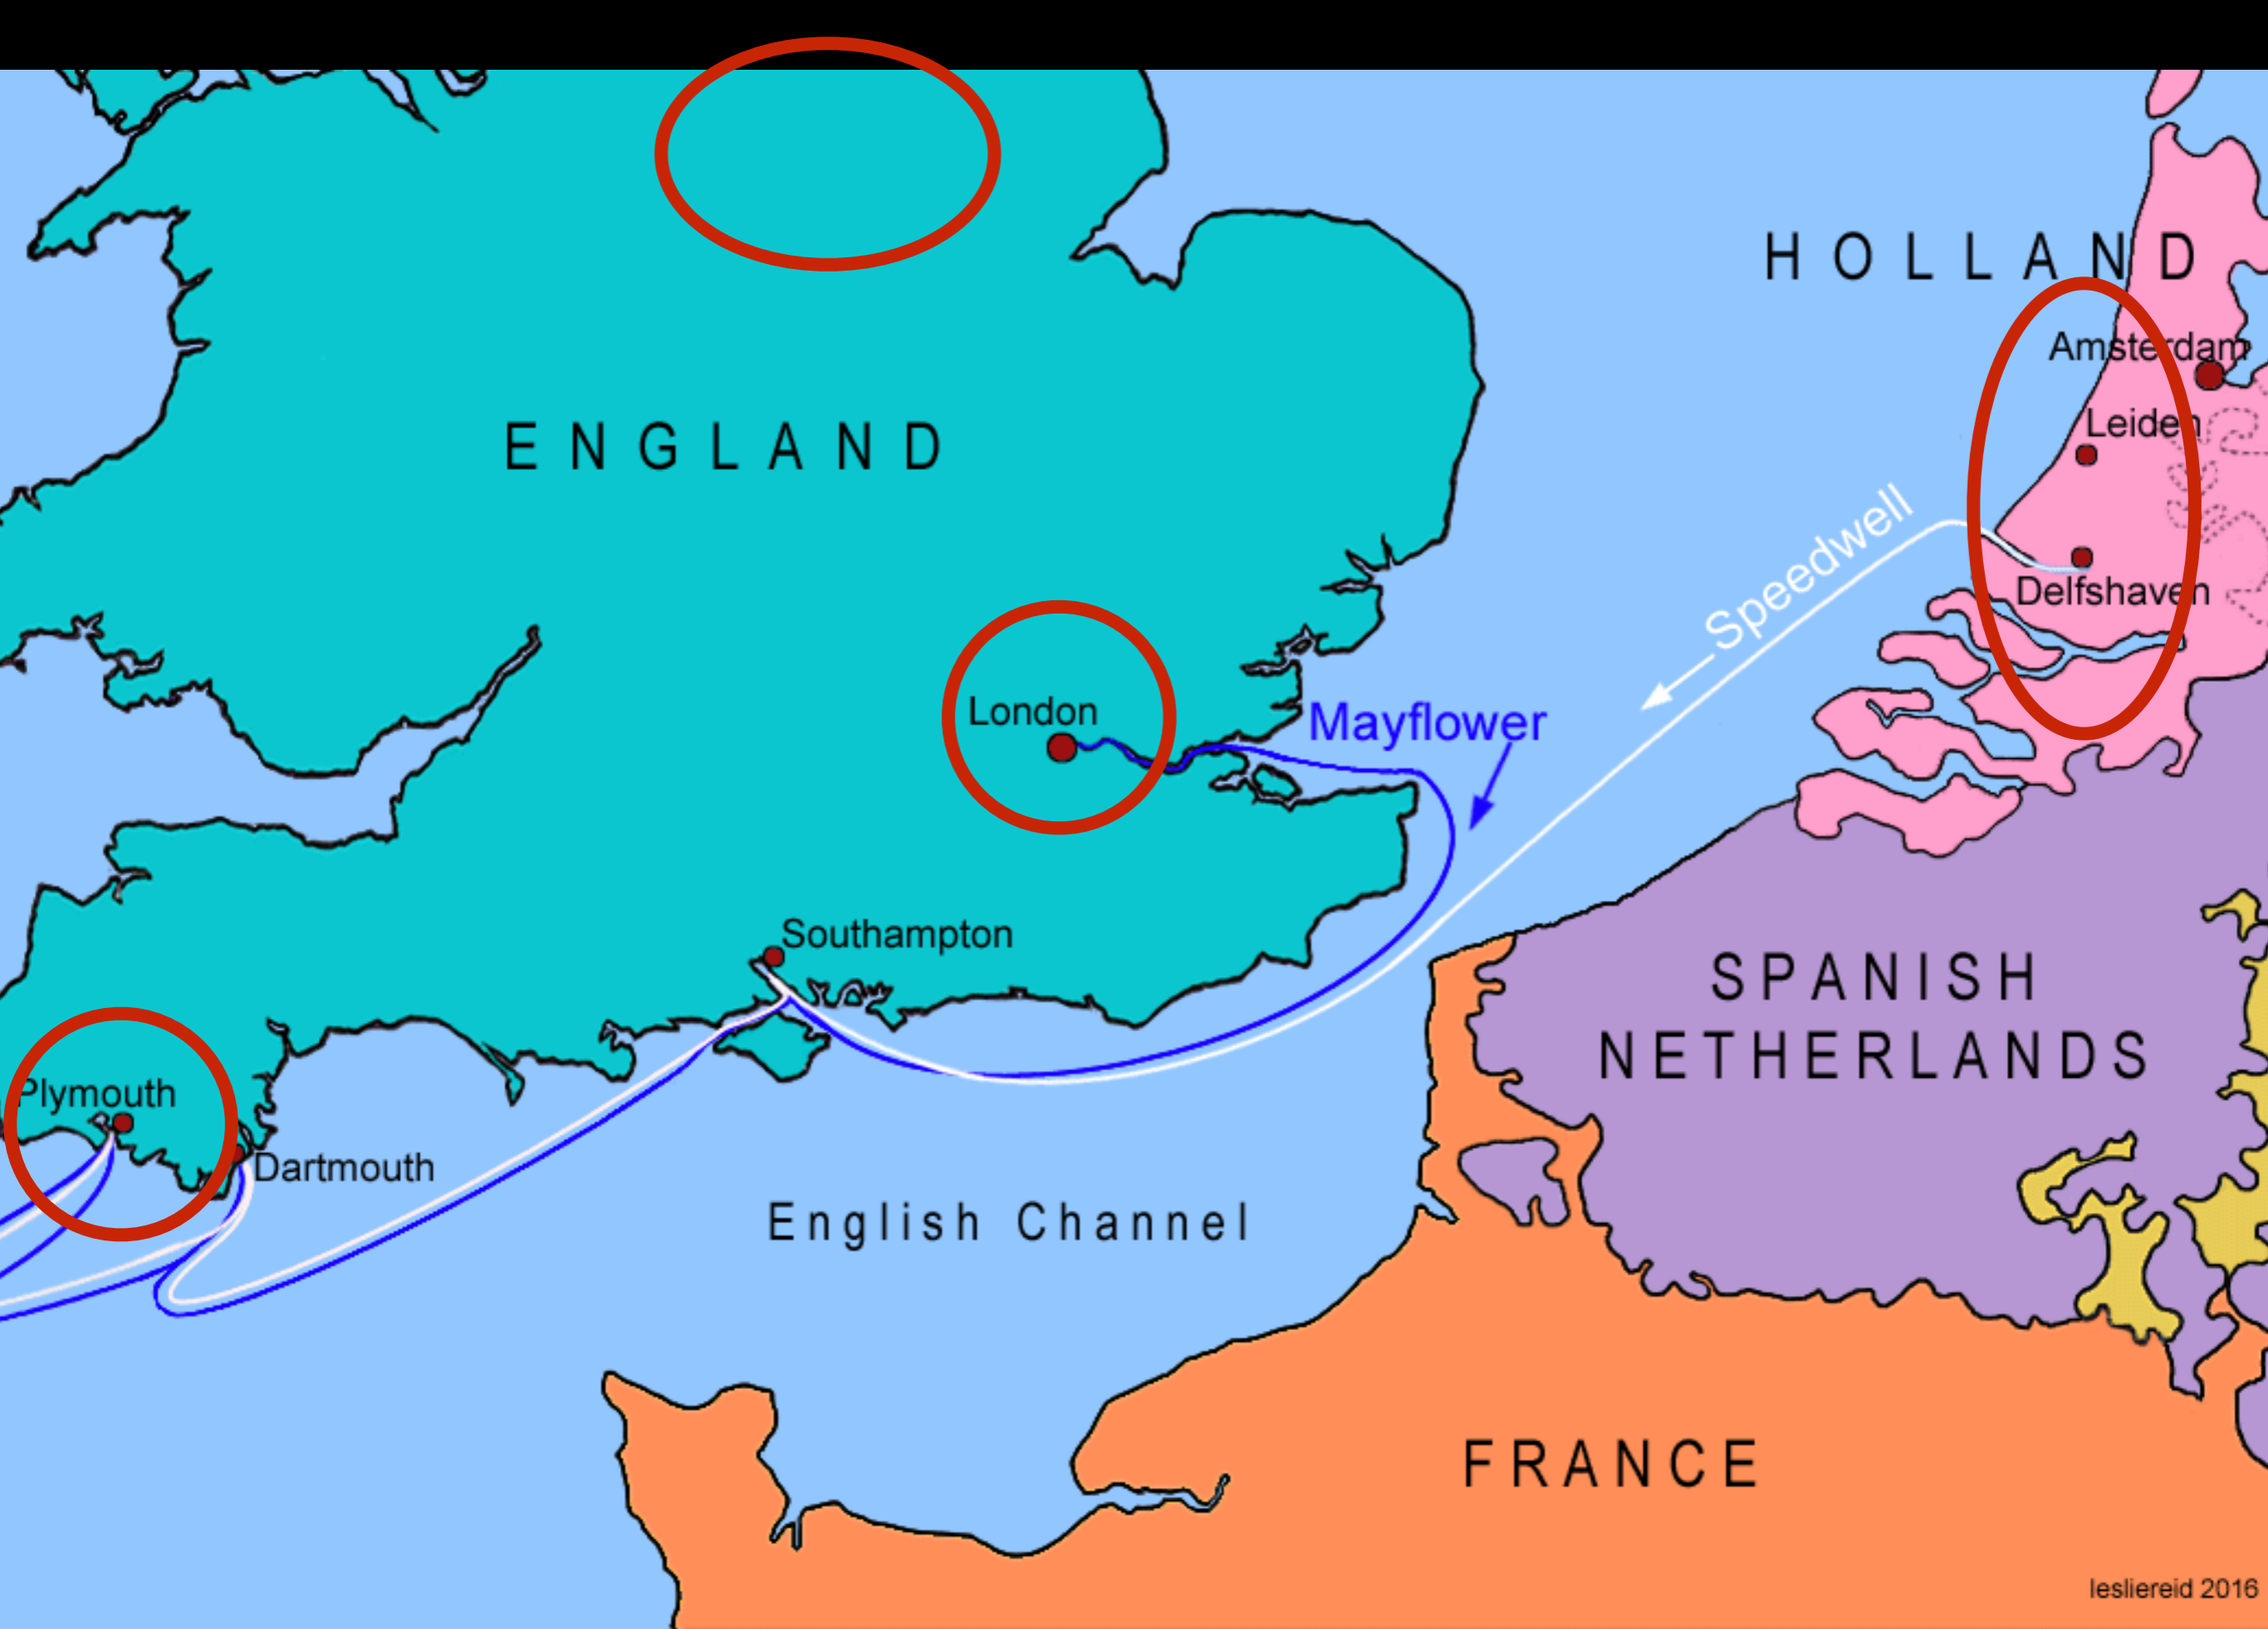 HOLLAND
Amsterdam
Leiden
ENGLAND
Speedwell
Delfshaven
London
Mayflower
Southampton
SPANISH
NETHERLANDS
Plymouth
Dartmouth
English Channel
FRANCE
lesliereid 2016